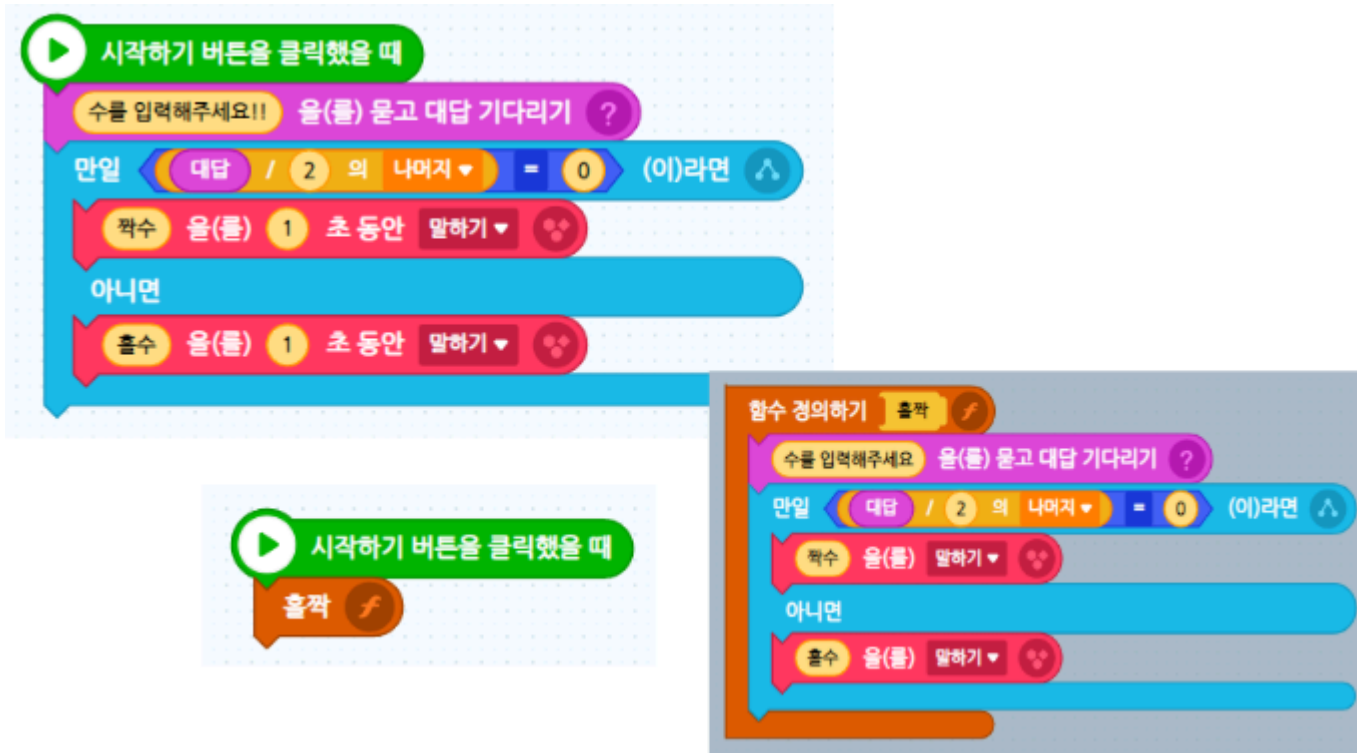 시작하기 버튼을 클릭했을 때
수를 입력해주세요!! 을(를) 묻고 대답 기다리기 ?
만일 대답 / 2 의 나머지 = 0 (이)라면
짝수 을(를) 1 초 동안 말하기
아니면
홀수 을(를) 1 초 동안 말하기
시작하기 버튼을 클릭했을 때
홀짝 f
함수 정의하기 홀짝 f
수를 입력해주세요 을(를) 묻고 대답 기다리기 ?
만일 대답 / 2 의 나머지 = 0 (이)라면
짝수 을(를) 말하기
아니면
홀수 을(를) 말하기